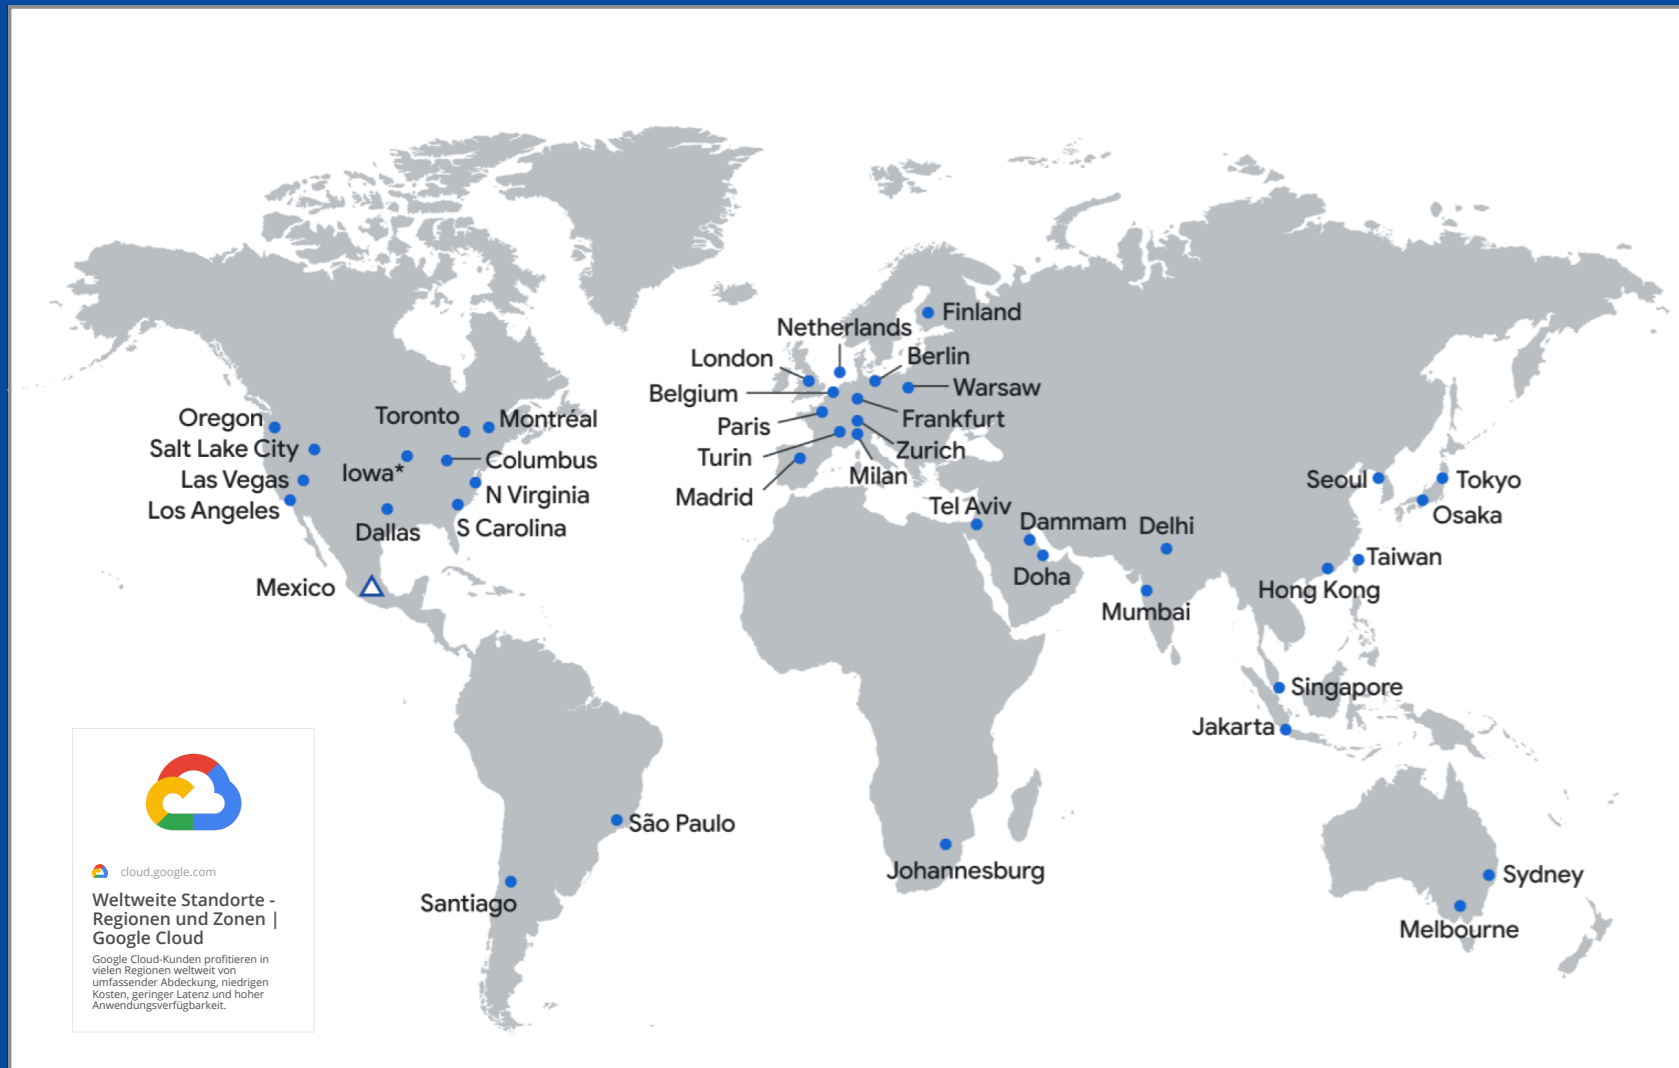 Finland
Netherlands
London
Berlin
Belgium
Warsaw
Paris
Frankfurt
Turin
Zurich
Milan
Madrid
Oregon
Toronto
Montréal
Salt Lake City
Iowa*
Columbus
Las Vegas
N Virginia
Los Angeles
Dallas
S Carolina
Mexico
Tel Aviv
Dammam
Delhi
Doha
Mumbai
Seoul
Tokyo
Osaka
Taiwan
Hong Kong
Singapore
Jakarta
São Paulo
Santiago
Johannesburg
Sydney
Melbourne
cloud.google.com
Weltweite Standorte -
Regionen und Zonen |
Google Cloud
Google Cloud-Kunden profitieren in
vielen Regionen weltweit von
umfassender Abdeckung, niedrigen
Kosten, geringer Latenz und hoher
Anwendungsverfügbarkeit.